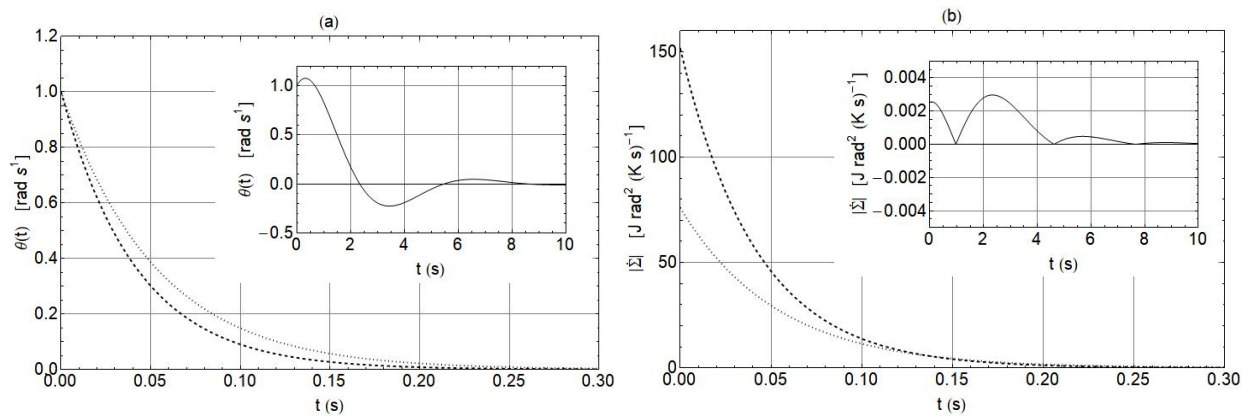 (a)
1.2
1.0
0.8
0.6
0.4
0.2
0.0
θ(t) [rad s¹]
0.00 0.05 0.10 0.15 0.20 0.25 0.30
t (s)
1.0
0.5
0.0
−0.5
θ(t) [rad s¹]
0 2 4 6 8 10
t (s)
(b)
150
100
50
0
|Σ̇| [J rad² (K s)⁻¹]
0.00 0.05 0.10 0.15 0.20 0.25 0.30
t (s)
0.004
0.002
0.000
−0.002
−0.004
|Σ̇| [J rad² (K s)⁻¹]
0 2 4 6 8 10
t (s)